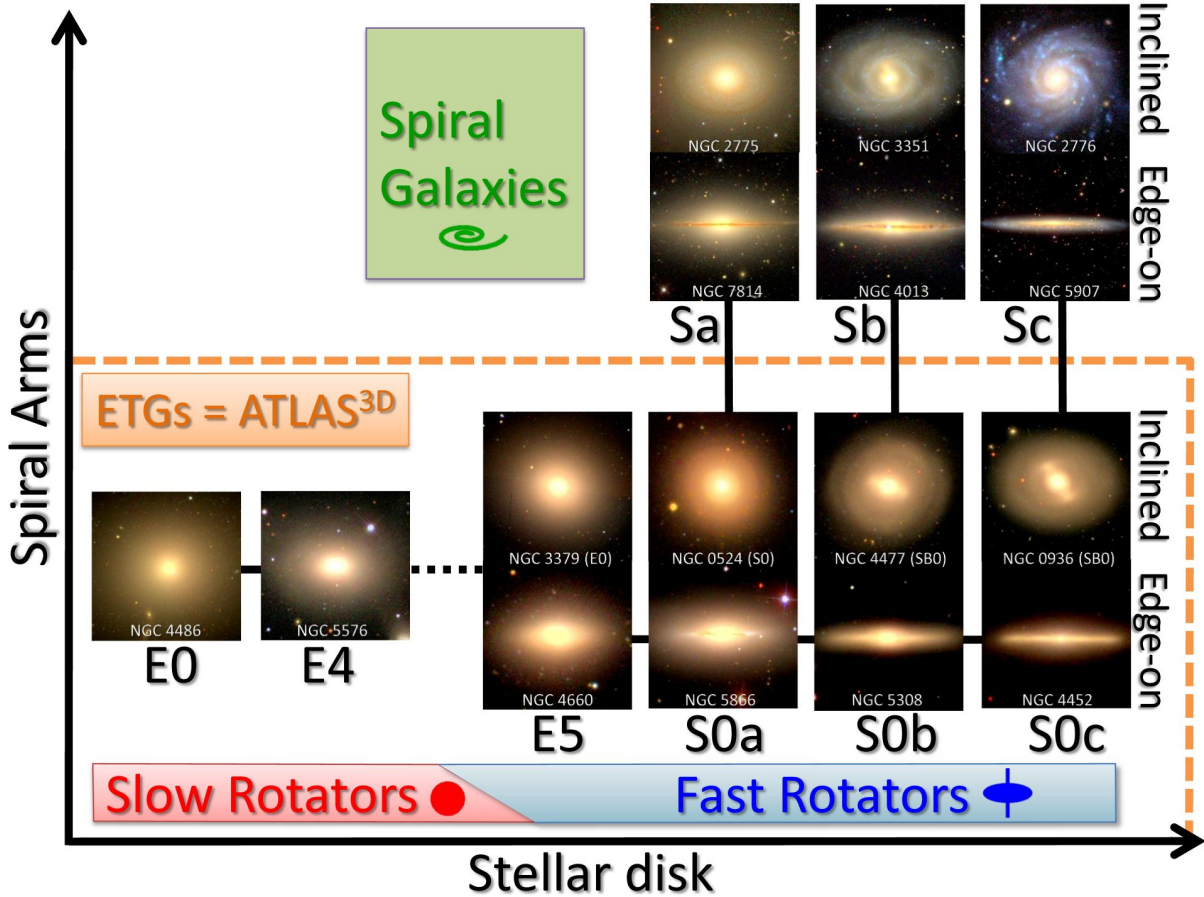 Spiral
Galaxies
NGC 2775
NGC 3351
NGC 2776
Inclined
NGC 7814
NGC 4013
NGC 5907
Edge-on
Sa
Sb
Sc
Spiral Arms
ETGs = ATLAS³ᴰ
NGC 3379 (E0)
NGC 0524 (S0)
NGC 4477 (SB0)
NGC 0936 (SB0)
Inclined
NGC 4486
NGC 5576
E0
E4
NGC 4660
NGC 5866
NGC 5308
NGC 4452
Edge-on
E5
S0a
S0b
S0c
Slow Rotators
Fast Rotators
Stellar disk